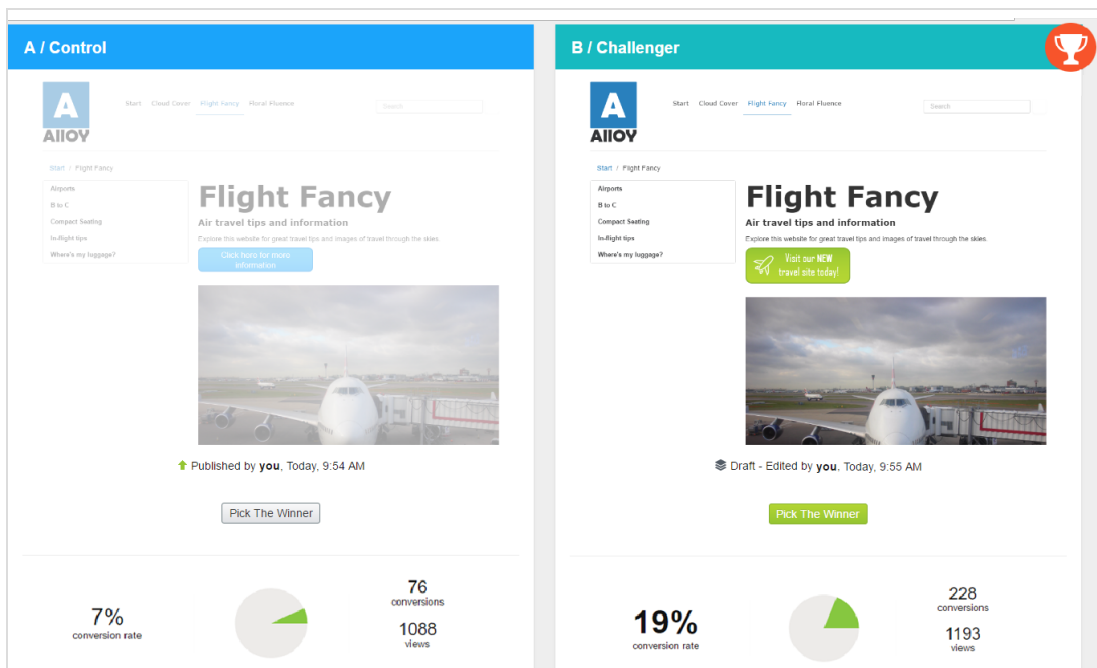 A / Control
A
AllOY
Start Cloud Cover Flight Fancy Floral Fluence
Search
Start / Flight Fancy
Airports
B to C
Compact Seating
In-flight tips
Where's my luggage?
Flight Fancy
Air travel tips and information
Explore this website for great travel tips and images of travel through the skies.
Click here for more
information
Published by you, Today, 9:54 AM
Pick The Winner
7%
conversion rate
76
conversions
1088
views
B / Challenger
A
AllOY
Start Cloud Cover Flight Fancy Floral Fluence
Search
Start / Flight Fancy
Airports
B to C
Compact Seating
In-flight tips
Where's my luggage?
Flight Fancy
Air travel tips and information
Explore this website for great travel tips and images of travel through the skies.
Visit our NEW
travel site today!
Draft - Edited by you, Today, 9:55 AM
Pick The Winner
19%
conversion rate
228
conversions
1193
views